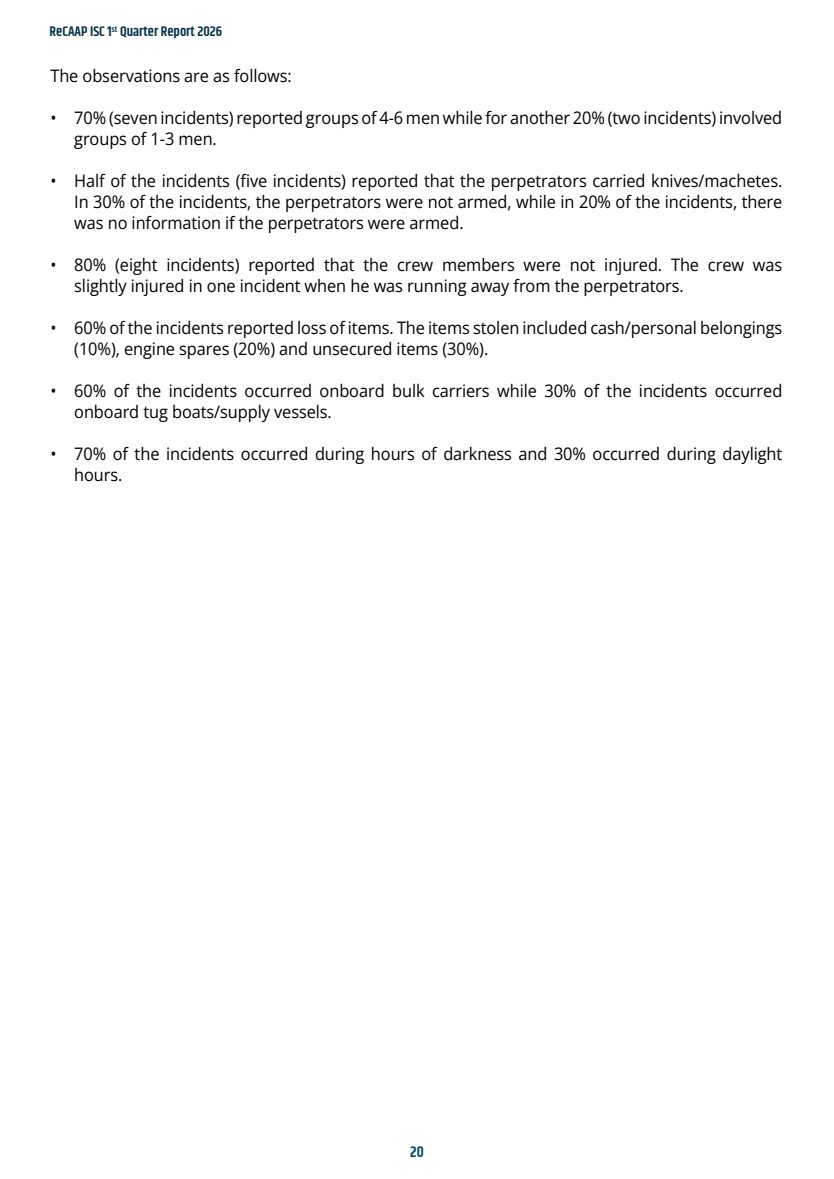 ReCAAP ISC 1st Quarter Report 2026
The observations are as follows:
• 70% (seven incidents) reported groups of 4-6 men while for another 20% (two incidents) involved
groups of 1-3 men.
• Half of the incidents (five incidents) reported that the perpetrators carried knives/machetes.
In 30% of the incidents, the perpetrators were not armed, while in 20% of the incidents, there
was no information if the perpetrators were armed.
• 80% (eight incidents) reported that the crew members were not injured. The crew was
slightly injured in one incident when he was running away from the perpetrators.
• 60% of the incidents reported loss of items. The items stolen included cash/personal belongings
(10%), engine spares (20%) and unsecured items (30%).
• 60% of the incidents occurred onboard bulk carriers while 30% of the incidents occurred
onboard tug boats/supply vessels.
• 70% of the incidents occurred during hours of darkness and 30% occurred during daylight
hours.
20